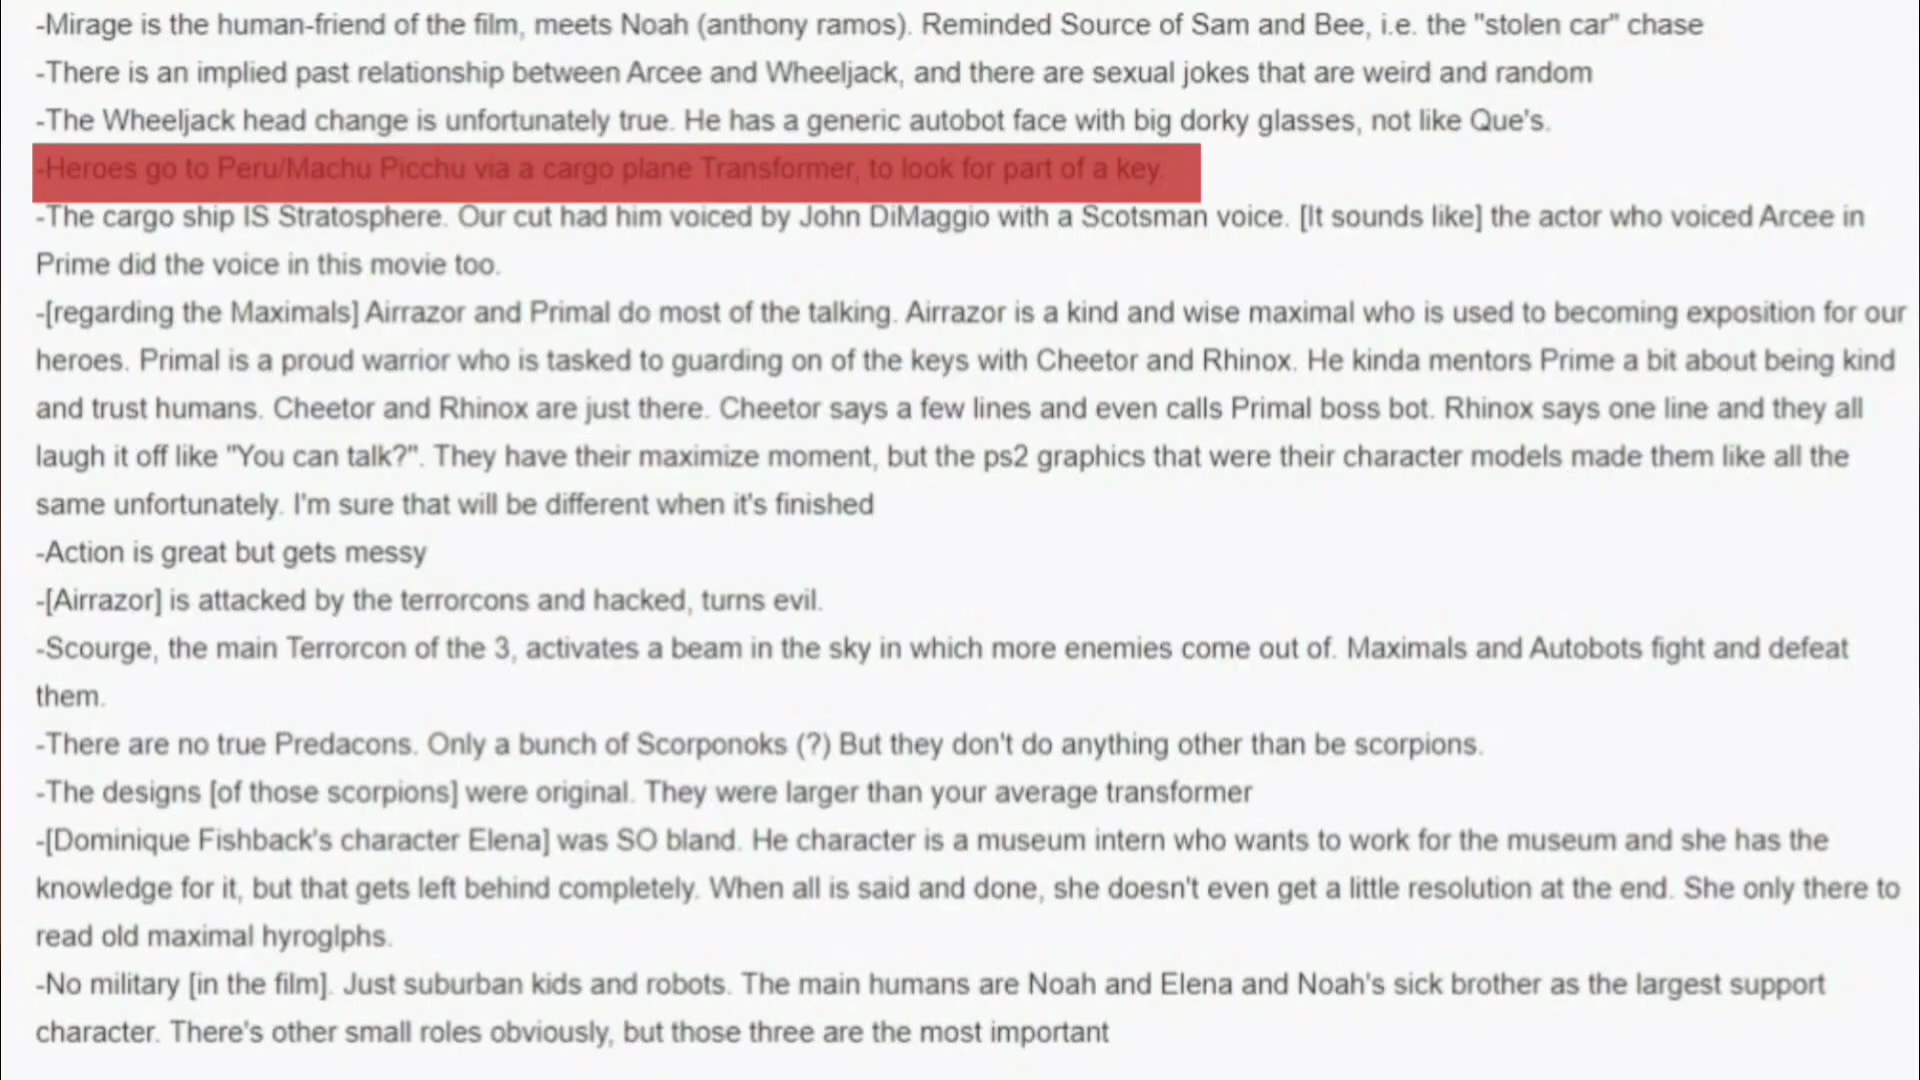 -Mirage is the human-friend of the film, meets Noah (anthony ramos). Reminded Source of Sam and Bee, i.e. the "stolen car" chase
-There is an implied past relationship between Arcee and Wheeljack, and there are sexual jokes that are weird and random
-The Wheeljack head change is unfortunately true. He has a generic autobot face with big dorky glasses, not like Que's.
-Heroes go to Peru/Machu Picchu via a cargo plane Transformer, to look for part of a key.
-The cargo ship IS Stratosphere. Our cut had him voiced by John DiMaggio with a Scotsman voice. [It sounds like] the actor who voiced Arcee in
Prime did the voice in this movie too.
-[regarding the Maximals] Airrazor and Primal do most of the talking. Airrazor is a kind and wise maximal who is used to becoming exposition for our
heroes. Primal is a proud warrior who is tasked to guarding on of the keys with Cheetor and Rhinox. He kinda mentors Prime a bit about being kind
and trust humans. Cheetor and Rhinox are just there. Cheetor says a few lines and even calls Primal boss bot. Rhinox says one line and they all
laugh it off like "You can talk?". They have their maximize moment, but the ps2 graphics that were their character models made them like all the
same unfortunately. I'm sure that will be different when it's finished
-Action is great but gets messy
-[Airrazor] is attacked by the terrorcons and hacked, turns evil.
-Scourge, the main Terrorcon of the 3, activates a beam in the sky in which more enemies come out of. Maximals and Autobots fight and defeat
them.
-There are no true Predacons. Only a bunch of Scorponoks (?) But they don't do anything other than be scorpions.
-The designs [of those scorpions] were original. They were larger than your average transformer
-[Dominique Fishback's character Elena] was SO bland. He character is a museum intern who wants to work for the museum and she has the
knowledge for it, but that gets left behind completely. When all is said and done, she doesn't even get a little resolution at the end. She only there to
read old maximal hyroglphs.
-No military [in the film]. Just suburban kids and robots. The main humans are Noah and Elena and Noah's sick brother as the largest support
character. There's other small roles obviously, but those three are the most important